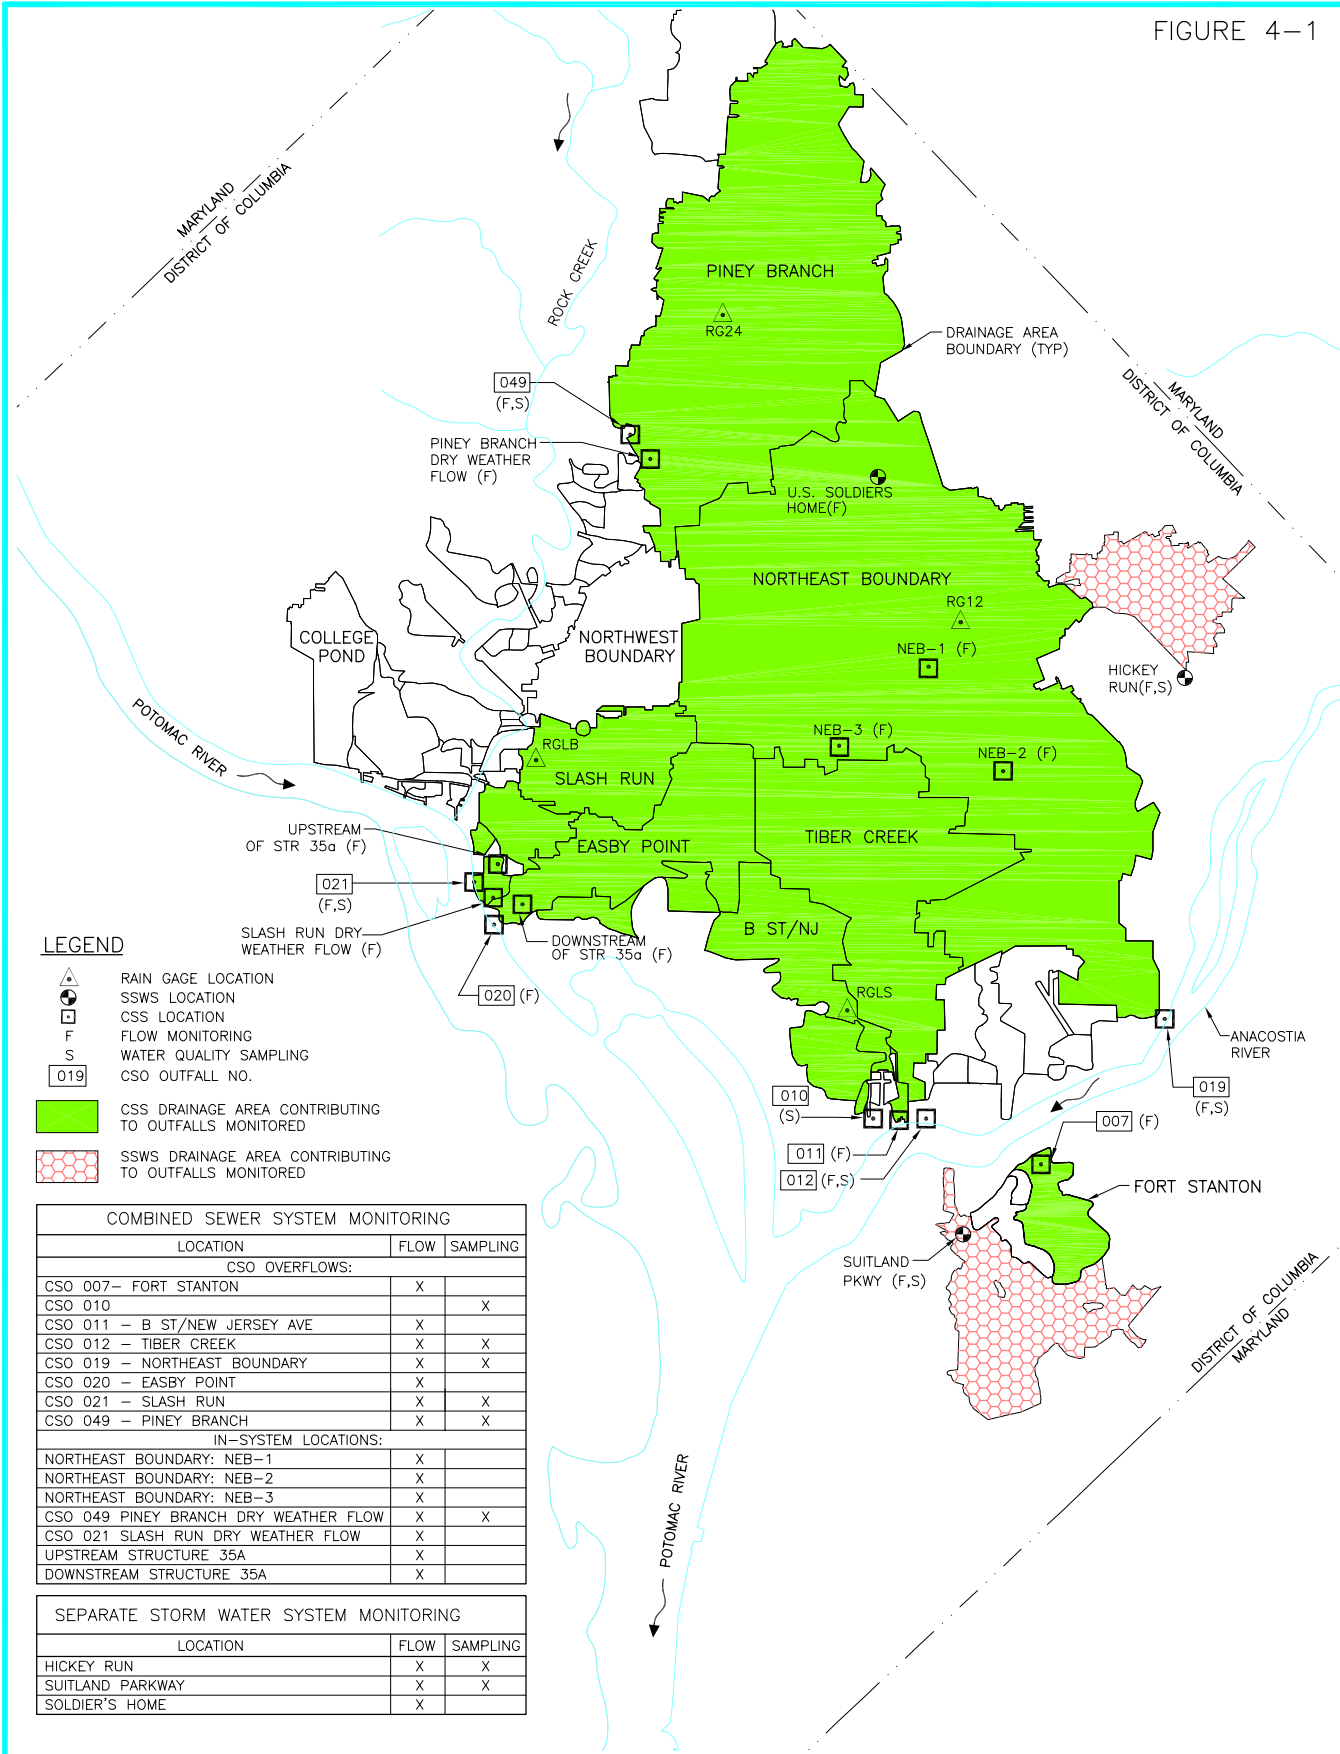 FIGURE 4-1
MARYLAND
DISTRICT OF COLUMBIA
ROCK CREEK
PINEY BRANCH
RG24
DRAINAGE AREA
BOUNDARY (TYP)
MARYLAND
DISTRICT OF COLUMBIA
049
(F,S)
PINEY BRANCH
DRY WEATHER
FLOW (F)
U.S. SOLDIERS
HOME(F)
NORTHEAST BOUNDARY
RG12
NEB-1 (F)
HICKEY
RUN(F,S)
COLLEGE
POND
NORTHWEST
BOUNDARY
POTOMAC RIVER
RGLB
SLASH RUN
NEB-3 (F)
NEB-2 (F)
UPSTREAM
OF STR 35a (F)
EASBY POINT
TIBER CREEK
021
(F,S)
SLASH RUN DRY
WEATHER FLOW (F)
DOWNSTREAM
OF STR 35a (F)
B ST/NJ
020 (F)
RGLS
ANACOSTIA
RIVER
010
(S)
019
(F,S)
011 (F)
012 (F,S)
007 (F)
FORT STANTON
SUITLAND
PKWY (F,S)
DISTRICT OF COLUMBIA
MARYLAND
POTOMAC RIVER
LEGEND
RAIN GAGE LOCATION
SSWS LOCATION
CSS LOCATION
F FLOW MONITORING
S WATER QUALITY SAMPLING
019 CSO OUTFALL NO.
CSS DRAINAGE AREA CONTRIBUTING
TO OUTFALLS MONITORED
SSWS DRAINAGE AREA CONTRIBUTING
TO OUTFALLS MONITORED
COMBINED SEWER SYSTEM MONITORING
LOCATION FLOW SAMPLING
CSO OVERFLOWS:
CSO 007- FORT STANTON X
CSO 010 X
CSO 011 - B ST/NEW JERSEY AVE X
CSO 012 - TIBER CREEK X X
CSO 019 - NORTHEAST BOUNDARY X X
CSO 020 - EASBY POINT X
CSO 021 - SLASH RUN X X
CSO 049 - PINEY BRANCH X X
IN-SYSTEM LOCATIONS:
NORTHEAST BOUNDARY: NEB-1 X
NORTHEAST BOUNDARY: NEB-2 X
NORTHEAST BOUNDARY: NEB-3 X
CSO 049 PINEY BRANCH DRY WEATHER FLOW X X
CSO 021 SLASH RUN DRY WEATHER FLOW X
UPSTREAM STRUCTURE 35A X
DOWNSTREAM STRUCTURE 35A X
SEPARATE STORM WATER SYSTEM MONITORING
LOCATION FLOW SAMPLING
HICKEY RUN X X
SUITLAND PARKWAY X X
SOLDIER'S HOME X